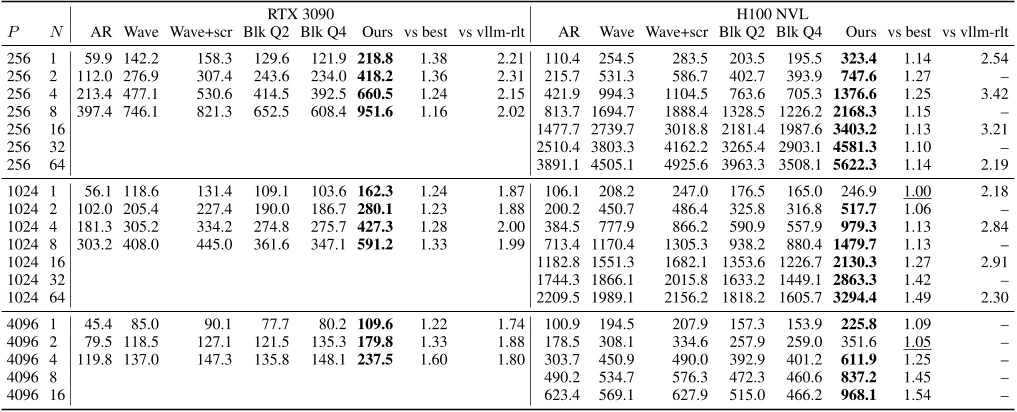 RTX 3090 H100 NVL
P N AR Wave Wave+scr Blk Q2 Blk Q4 Ours vs best vs vllm-rlt AR Wave Wave+scr Blk Q2 Blk Q4 Ours vs best vs vllm-rlt
256 1 59.9 142.2 158.3 129.6 121.9 218.8 1.38 2.21 110.4 254.5 283.5 203.5 195.5 323.4 1.14 2.54
256 2 112.0 276.9 307.4 243.6 234.0 418.2 1.36 2.31 215.7 531.3 586.7 402.7 393.9 747.6 1.27 –
256 4 213.4 477.1 530.6 414.5 392.5 660.5 1.24 2.15 421.9 994.3 1104.5 763.6 705.3 1376.6 1.25 3.42
256 8 397.4 746.1 821.3 652.5 608.4 951.6 1.16 2.02 813.7 1694.7 1888.4 1328.5 1226.2 2168.3 1.15 –
256 16 1477.7 2739.7 3018.8 2181.4 1987.6 3403.2 1.13 3.21
256 32 2510.4 3803.3 4162.2 3265.4 2903.1 4581.3 1.10 –
256 64 3891.1 4505.1 4925.6 3963.3 3508.1 5622.3 1.14 2.19
1024 1 56.1 118.6 131.4 109.1 103.6 162.3 1.24 1.87 106.1 208.2 247.0 176.5 165.0 246.9 1.00 2.18
1024 2 102.0 205.4 227.4 190.0 186.7 280.1 1.23 1.88 200.2 450.7 486.4 325.8 316.8 517.7 1.06 –
1024 4 181.3 305.2 334.2 274.8 275.7 427.3 1.28 2.00 384.5 777.9 866.2 590.9 557.9 979.3 1.13 2.84
1024 8 303.2 408.0 445.0 361.6 347.1 591.2 1.33 1.99 713.4 1170.4 1305.3 938.2 880.4 1479.7 1.13 –
1024 16 1182.8 1551.3 1682.1 1353.6 1226.7 2130.3 1.27 2.91
1024 32 1744.3 1866.1 2015.8 1633.2 1449.1 2863.3 1.42 –
1024 64 2209.5 1989.1 2156.2 1818.2 1605.7 3294.4 1.49 2.30
4096 1 45.4 85.0 90.1 77.7 80.2 109.6 1.22 1.74 100.9 194.5 207.9 157.3 153.9 225.8 1.09 –
4096 2 79.5 118.5 127.1 121.5 135.3 179.8 1.33 1.88 178.5 308.1 334.6 257.9 259.0 351.6 1.05 –
4096 4 119.8 137.0 147.3 135.8 148.1 237.5 1.60 1.80 303.7 450.9 490.0 392.9 401.2 611.9 1.25 –
4096 8 490.2 534.7 576.3 472.3 460.6 837.2 1.45 –
4096 16 623.4 569.1 627.9 515.0 466.2 968.1 1.54 –